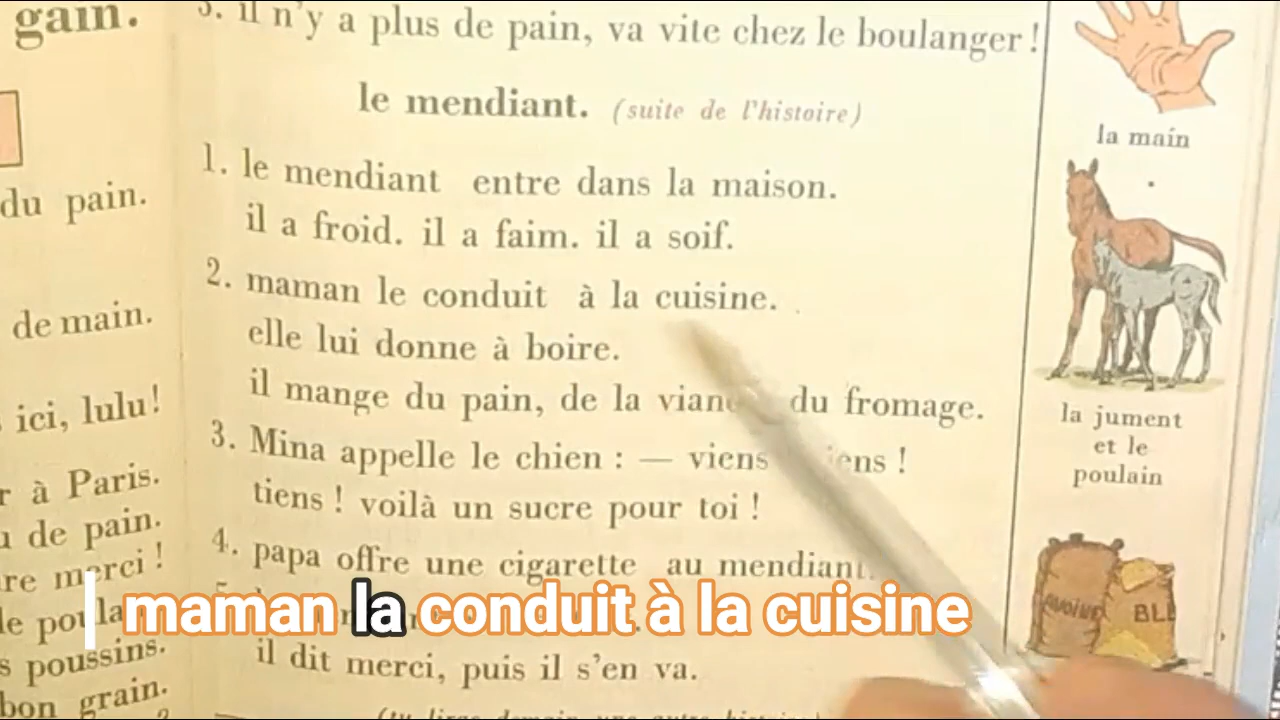 gain.
du pain.
de main.
ici, lulu!
à Paris.
de pain.
merci !
poussins.
bon grain.
3. il n'y a plus de pain, va vite chez le boulanger !
le mendiant. (suite de l'histoire)
1. le mendiant entre dans la maison.
il a froid. il a faim. il a soif.
2. maman le conduit à la cuisine.
elle lui donne à boire.
il mange du pain, de la du fromage.
3. Mina appelle le chien : — viens !
tiens ! voilà un sucre pour toi !
4. papa offre une cigarette au mendiant.
maman la conduit à la cuisine
il dit merci, puis il s'en va.
la main
la jument
et le
poulain
AVOINE
BLÉ